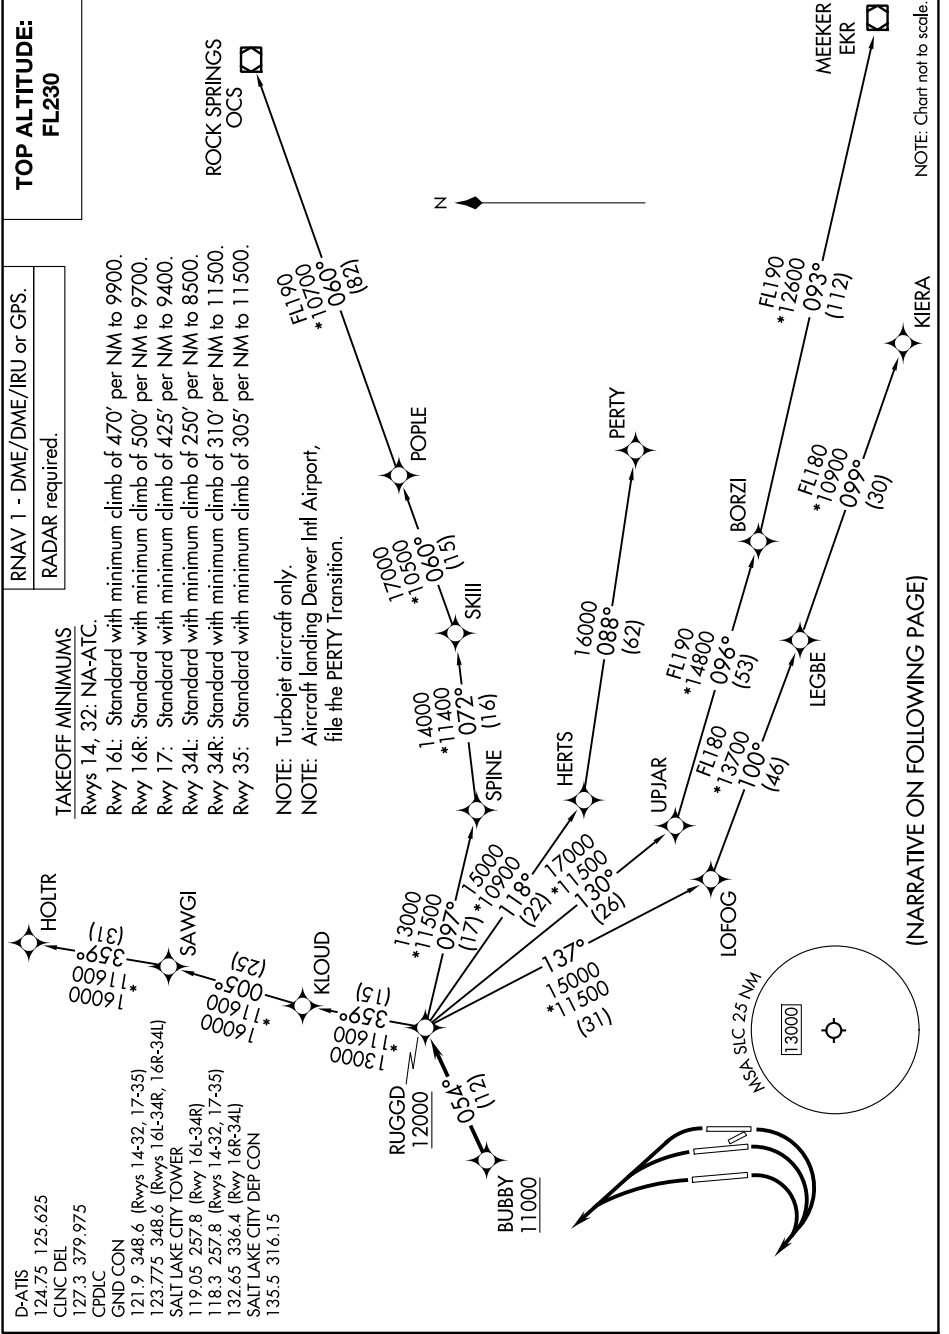 D-ATIS
124.75 125.625
CLNC DEL
127.3 379.975
CPDLC
GND CON
121.9 348.6 (Rwys 14-32, 17-35)
123.775 348.6 (Rwys 16L-34R, 16R-34L)
SALT LAKE CITY TOWER
119.05 257.8 (Rwy 16L-34R)
118.3 257.8 (Rwys 14-32, 17-35)
132.65 336.4 (Rwy 16R-34L)
SALT LAKE CITY DEP CON
135.5 316.15
RNAV 1 - DME/DME/IRU or GPS.
RADAR required.
TOP ALTITUDE:
FL230
TAKEOFF MINIMUMS
Rwys 14, 32: NA-ATC.
Rwy 16L: Standard with minimum climb of 470' per NM to 9900.
Rwy 16R: Standard with minimum climb of 500' per NM to 9700.
Rwy 17: Standard with minimum climb of 425' per NM to 9400.
Rwy 34L: Standard with minimum climb of 250' per NM to 8500.
Rwy 34R: Standard with minimum climb of 310' per NM to 11500.
Rwy 35: Standard with minimum climb of 305' per NM to 11500.
NOTE: Turbojet aircraft only.
NOTE: Aircraft landing Denver Intl Airport,
file the PERTY Transition.
HOLTR
16000
*11600
359°
(31)
SAWGI
16000
*11600
005°
(25)
KLOUD
13000
*11600
359°
(15)
RUGGD
12000
054°
(12)
BUBBY
11000
13000
*11500
097°
(17)
SPINE
14000
*11400
072°
(16)
SKIII
17000
*10500
060°
(15)
POPLE
FL190
*10700
060°
(82)
ROCK SPRINGS
OCS
N
15000
*10900
118°
(22)
HERTS
16000
088°
(62)
PERTY
17000
*11500
130°
(26)
UPJAR
FL190
*14800
096°
(53)
BORZI
FL190
*12600
093°
(112)
MEEKER
EKR
137°
15000
*11500
(31)
LOFOG
FL180
*13700
100°
(46)
LEGBE
FL180
*10900
099°
(30)
KIERA
MSA SLC 25 NM
13000
(NARRATIVE ON FOLLOWING PAGE)
NOTE: Chart not to scale.